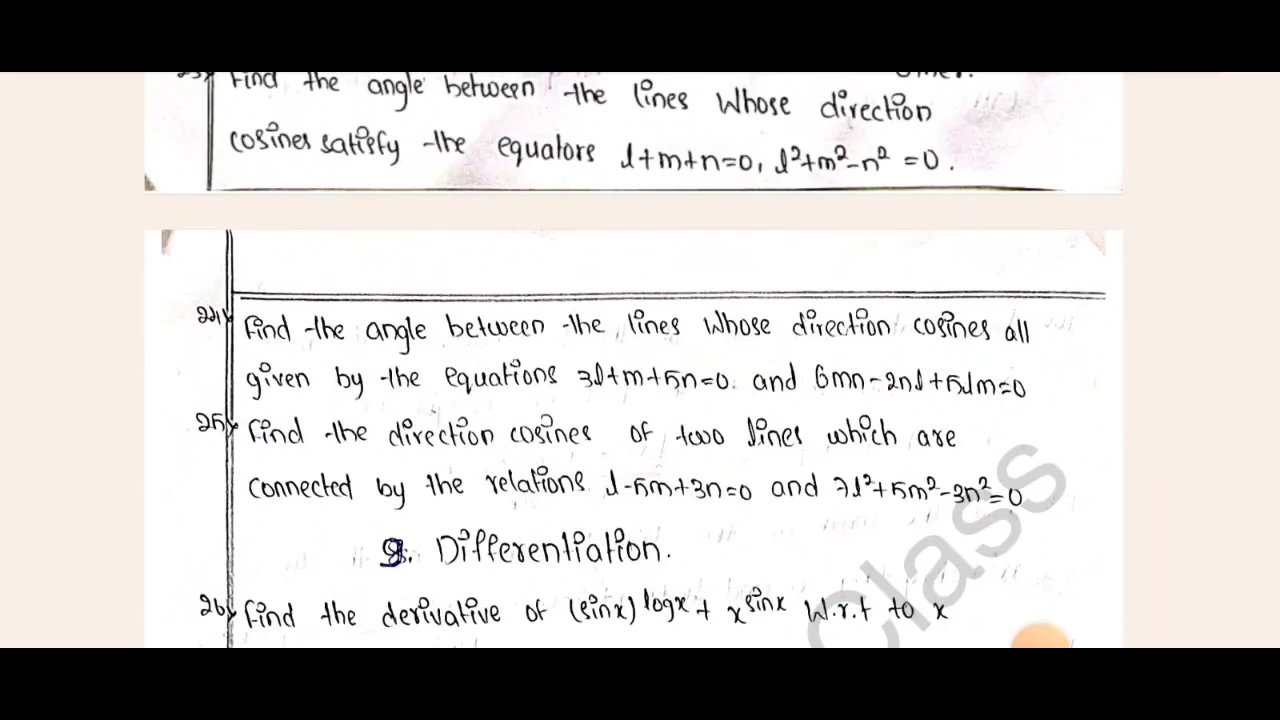 Find the angle between the lines whose direction
cosines satisfy the equators l+m+n=0, l²+m²-n² =0.
24) Find the angle between the lines whose direction cosines all
given by the equations 3l+m+5n=0. and 6mn-2nl+5lm=0
25) Find the direction cosines of two lines which are
connected by the relations l-5m+3n=0 and 7l²+5m²-3n²=0
8. Differentiation.
26) Find the derivative of (sinx)^logx + x^sinx W.r.t to x
Class